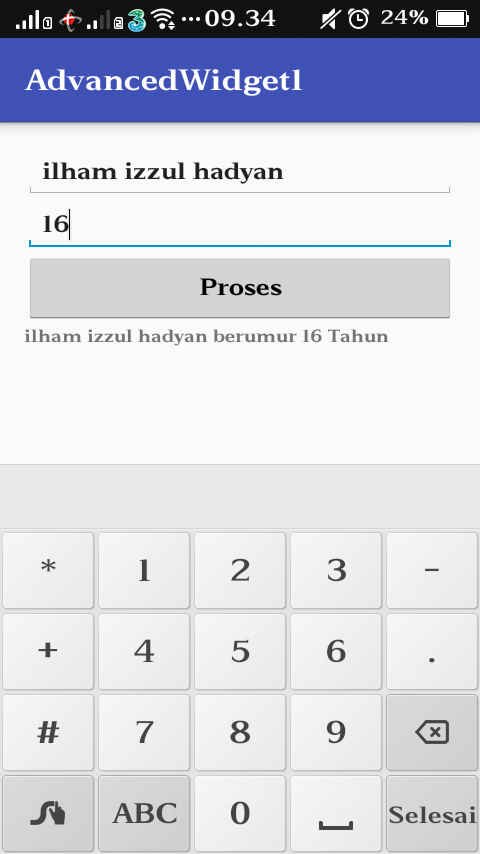 09.34 24%
AdvancedWidget1
ilham izzul hadyan
16
Proses
ilham izzul hadyan berumur 16 Tahun
* 1 2 3 -
+ 4 5 6 .
# 7 8 9
ABC 0 Selesai